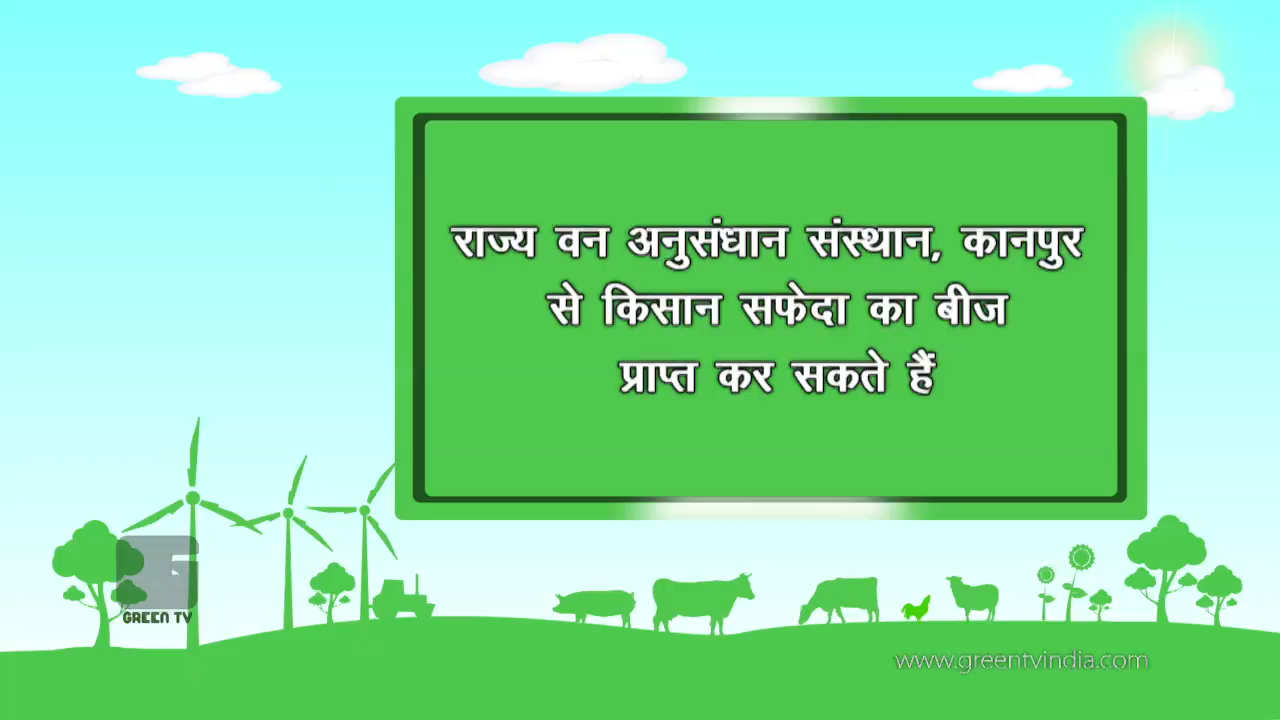 राज्य वन अनुसंधान संस्थान, कानपुर
से किसान सफेदा का बीज
प्राप्त कर सकते हैं
G
GREEN TV
www.greentvindia.com